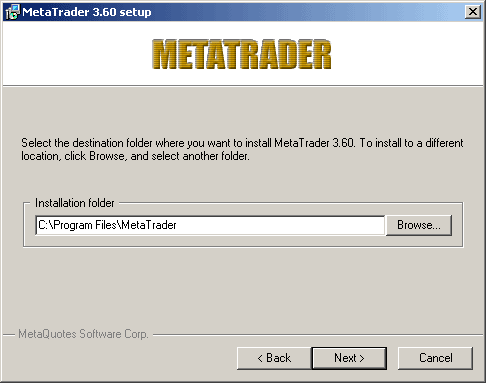 MetaTrader 3.60 setup
METATRADER
Select the destination folder where you want to install MetaTrader 3.60. To install to a different
location, click Browse, and select another folder.
Installation folder
C:\Program Files\MetaTrader
Browse...
MetaQuotes Software Corp.
< Back
Next >
Cancel